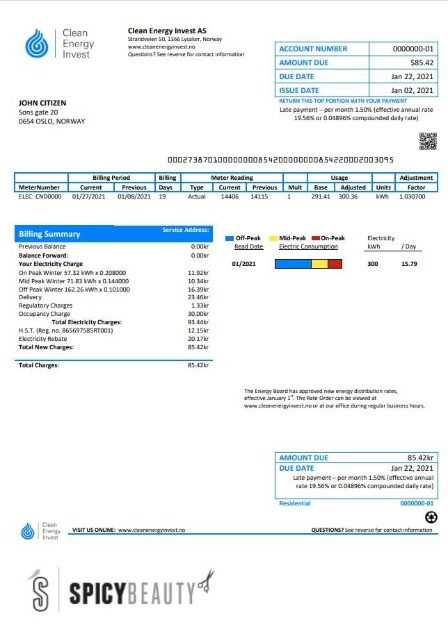 Clean
Energy
Invest
Clean Energy Invest AS
Strandveien 50, 1366 Lysaker, Norway
www.cleanenergyinvest.no
Questions? See reverse for contact information
ACCOUNT NUMBER 0000000-01
AMOUNT DUE $85.42
DUE DATE Jan 22, 2021
ISSUE DATE Jan 02, 2021
RETURN THIS TOP PORTION WITH YOUR PAYMENT
Late payment – per month 1.50% (effective annual rate
19.56% or 0.04896% compounded daily rate)
JOHN CITIZEN
Sons gate 20
0654 OSLO, NORWAY
Billing Period Billing Meter Reading Usage Adjustment
MeterNumber Current Previous Days Type Current Previous Mult Base Adjusted Units Factor
ELEC: CND0000 01/27/2021 01/08/2021 19 Actual 14406 14115 1 291.41 300.36 kWh 1.030700
Billing Summary Service Address:
Previous Balance 0.00kr
Balance Forward: 0.00kr
Your Electricity Charge
On Peak Winter 57.32 kWh x 0.208000 11.92kr
Mid Peak Winter 71.83 kWh x 0.144000 10.34kr
Off Peak Winter 162.26 kWh x 0.101000 16.39kr
Delivery 23.46kr
Regulatory Charges 1.33kr
Occupancy Charge 30.00kr
Total Electricity Charges: 93.44kr
H.S.T. (Reg. no. 865697585RT001) 12.15kr
Electricity Rebate 20.17kr
Total New Charges: 85.42kr
Total Charges: 85.42kr
Off-Peak Mid-Peak On-Peak Electricity
Read Date Electric Consumption kWh / Day
01/2021 300 15.79
The Energy Board has approved new energy distribution rates,
effective January 1st. The Rate Order can be viewed at
www.cleanenergyinvest.no or at our office during regular business hours.
AMOUNT DUE 85.42kr
DUE DATE Jan 22, 2021
Late payment – per month 1.50% (effective annual
rate 19.56% or 0.04896% compounded daily rate)
Residential 0000000-01
Clean
Energy
Invest
VISIT US ONLINE: www.cleanenergyinvest.no QUESTIONS? See reverse for contact information
SPICYBEAUTY